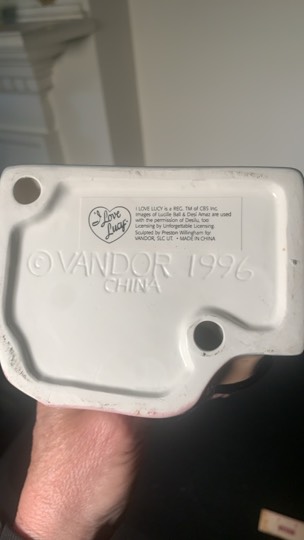 I Love
Lucy
I LOVE LUCY is a REG. TM of CBS Inc.
Images of Lucille Ball & Desi Arnaz are used
with the permission of Desilu, too
Licensing by Unforgettable Licensing
Sculpted by Preston Willingham for
VANDOR, SLC UT. • MADE IN CHINA
© VANDOR 1996
CHINA